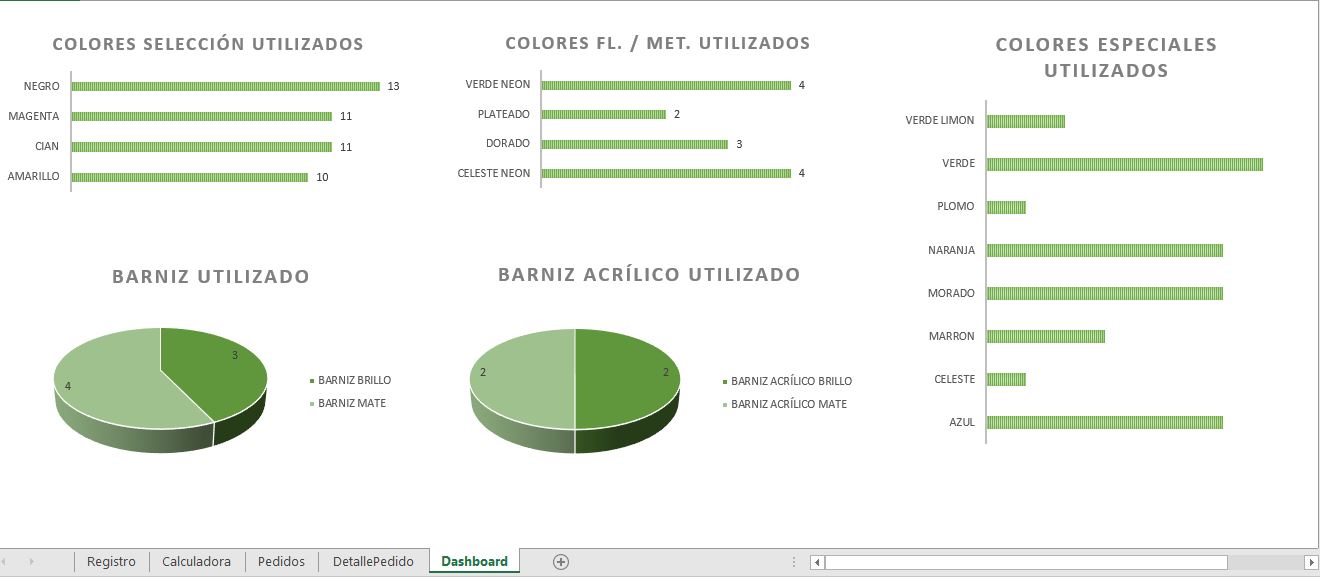 COLORES SELECCIÓN UTILIZADOS
NEGRO 13
MAGENTA 11
CIAN 11
AMARILLO 10
COLORES FL. / MET. UTILIZADOS
VERDE NEON 4
PLATEADO 2
DORADO 3
CELESTE NEON 4
COLORES ESPECIALES
UTILIZADOS
VERDE LIMON
VERDE
PLOMO
NARANJA
MORADO
MARRON
CELESTE
AZUL
BARNIZ UTILIZADO
3
4
BARNIZ BRILLO
BARNIZ MATE
BARNIZ ACRÍLICO UTILIZADO
2
2
BARNIZ ACRÍLICO BRILLO
BARNIZ ACRÍLICO MATE
Registro Calculadora Pedidos DetallePedido Dashboard